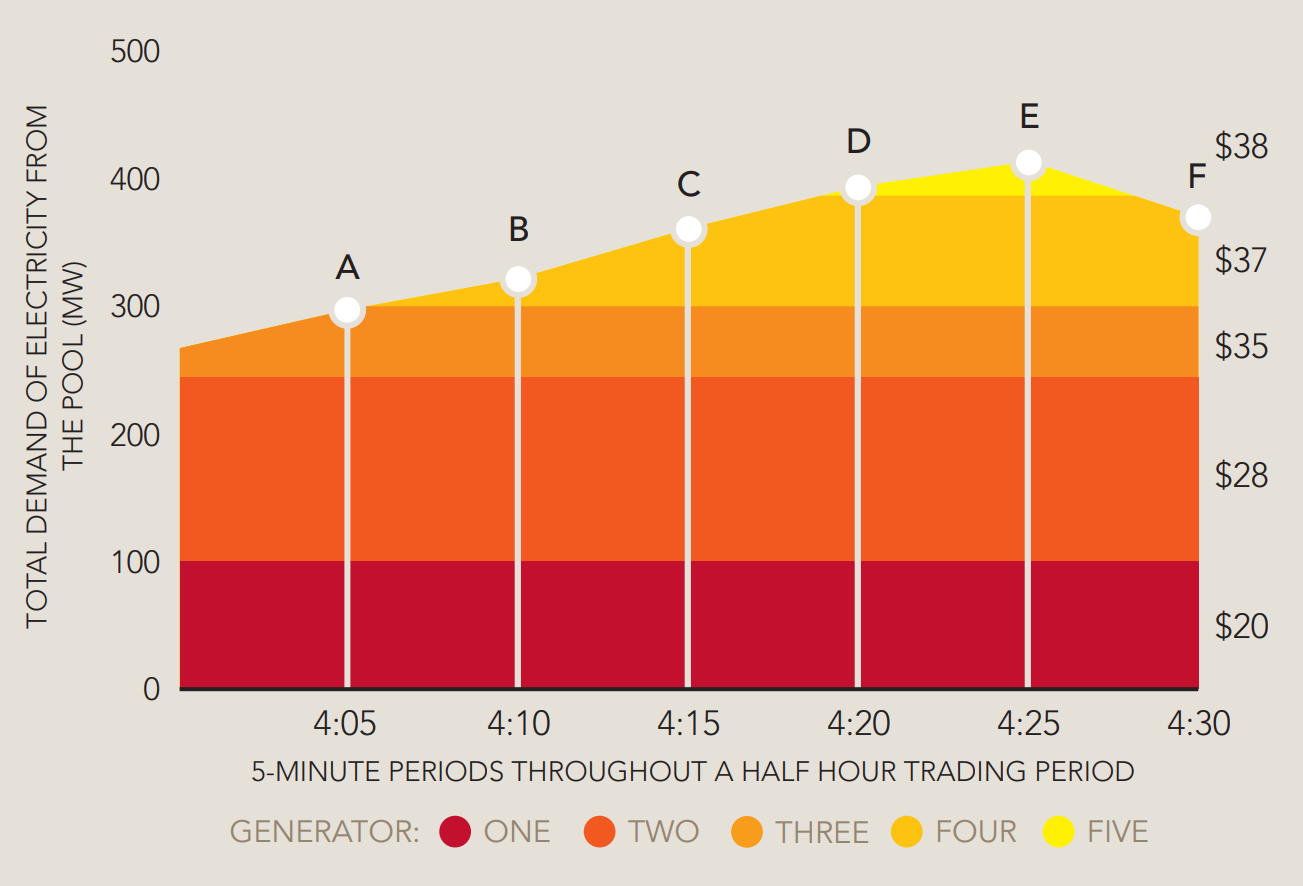 500
400
300
200
100
0
TOTAL DEMAND OF ELECTRICITY FROM
THE POOL (MW)
A
B
C
D
E
F
$38
$37
$35
$28
$20
4:05 4:10 4:15 4:20 4:25 4:30
5-MINUTE PERIODS THROUGHOUT A HALF HOUR TRADING PERIOD
GENERATOR: ONE TWO THREE FOUR FIVE